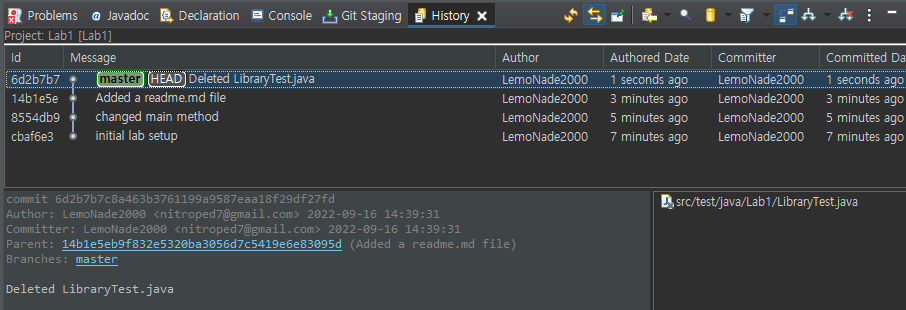 Problems Javadoc Declaration Console Git Staging History
Project: Lab1 [Lab1]
Id Message Author Authored Date Committer Committed Da
6d2b7b7 master HEAD Deleted LibraryTest.java LemoNade2000 1 seconds ago LemoNade2000 1 seconds ago
14b1e5e Added a readme.md file LemoNade2000 3 minutes ago LemoNade2000 3 minutes ago
8554db9 changed main method LemoNade2000 5 minutes ago LemoNade2000 5 minutes ago
cbaf6e3 initial lab setup LemoNade2000 7 minutes ago LemoNade2000 7 minutes ago
commit 6d2b7b7c8a463b3761199a9587eaa18f29df27fd
Author: LemoNade2000 <nitroped7@gmail.com> 2022-09-16 14:39:31
Committer: LemoNade2000 <nitroped7@gmail.com> 2022-09-16 14:39:31
Parent: 14b1e5eb9f832e5320ba3056d7c5419e6e83095d (Added a readme.md file)
Branches: master
Deleted LibraryTest.java
src/test/java/Lab1/LibraryTest.java